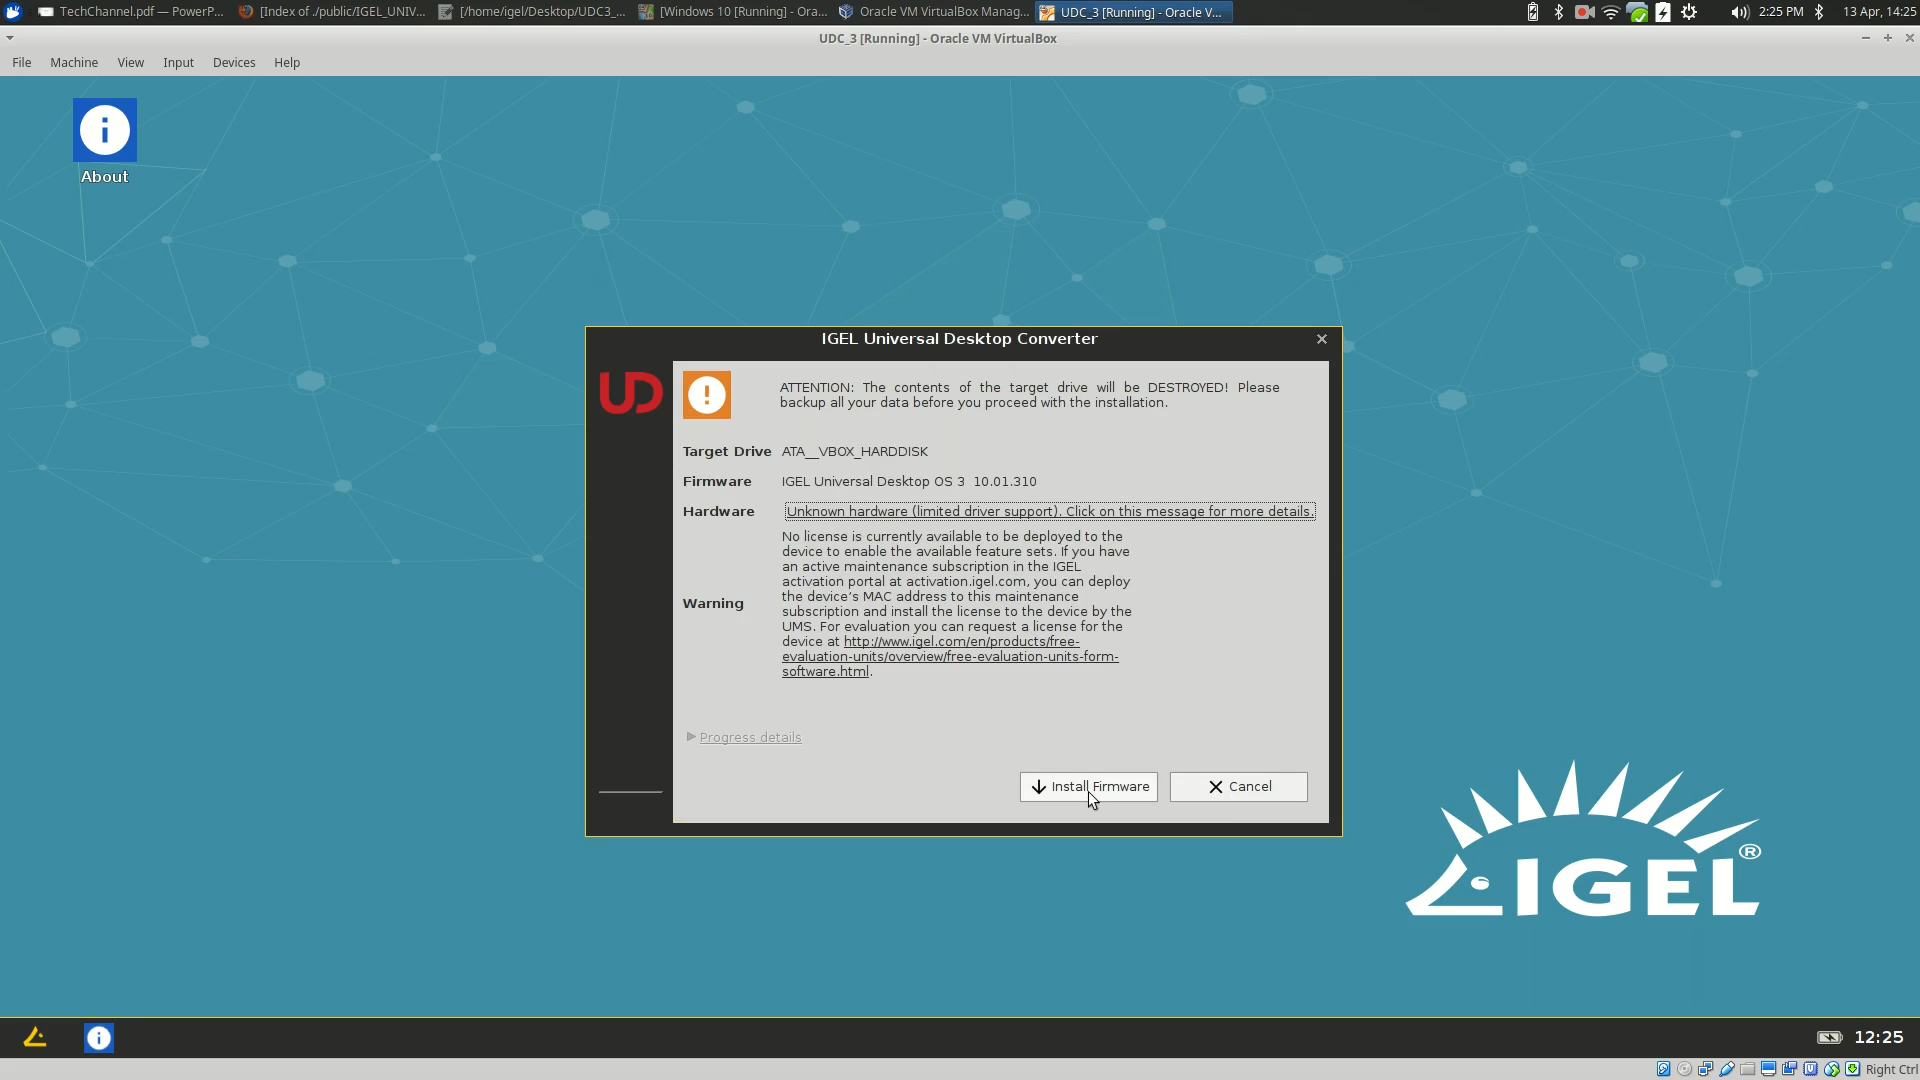 TechChannel.pdf — PowerP...
[Index of ./public/IGEL_UNIV...
[/home/igel/Desktop/UDC3_...
[Windows 10 [Running] - Ora...
Oracle VM VirtualBox Manag...
UDC_3 [Running] - Oracle V...
2:25 PM
13 Apr, 14:25
UDC_3 [Running] - Oracle VM VirtualBox
File Machine View Input Devices Help
About
IGEL Universal Desktop Converter
UD
ATTENTION: The contents of the target drive will be DESTROYED! Please
backup all your data before you proceed with the installation.
Target Drive ATA__VBOX_HARDDISK
Firmware IGEL Universal Desktop OS 3 10.01.310
Hardware Unknown hardware (limited driver support). Click on this message for more details.
Warning
No license is currently available to be deployed to the
device to enable the available feature sets. If you have
an active maintenance subscription in the IGEL
activation portal at activation.igel.com, you can deploy
the device's MAC address to this maintenance
subscription and install the license to the device by the
UMS. For evaluation you can request a license for the
device at http://www.igel.com/en/products/free-
evaluation-units/overview/free-evaluation-units-form-
software.html.
Progress details
Install Firmware
Cancel
IGEL®
12:25
Right Ctrl